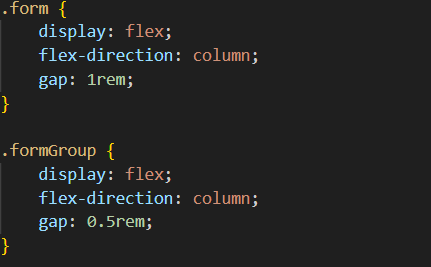 .form {
    display: flex;
    flex-direction: column;
    gap: 1rem;
}

.formGroup {
    display: flex;
    flex-direction: column;
    gap: 0.5rem;
}